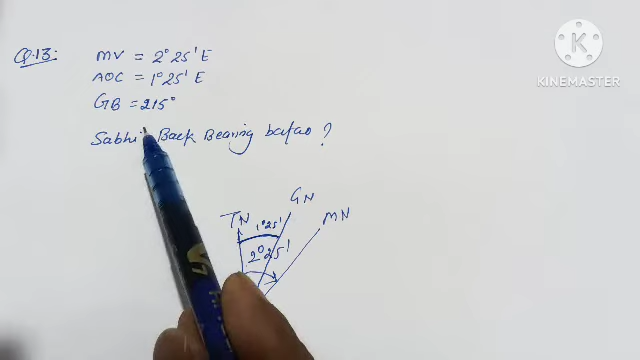 Q.13:
MV = 2° 25' E
AOC = 1° 25' E
GB = 215°
Sabhi Back Bearing batao ?
GN
TN
MN
1° 25'
2° 25'
KINEMASTER